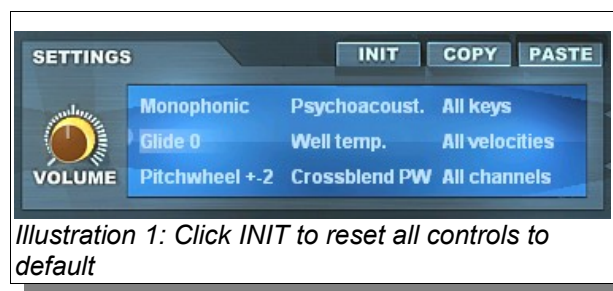 SETTINGS INIT COPY PASTE
Monophonic Psychoacoust. All keys
Glide 0 Well temp. All velocities
VOLUME Pitchwheel +-2 Crossblend PW All channels
Illustration 1: Click INIT to reset all controls to
default